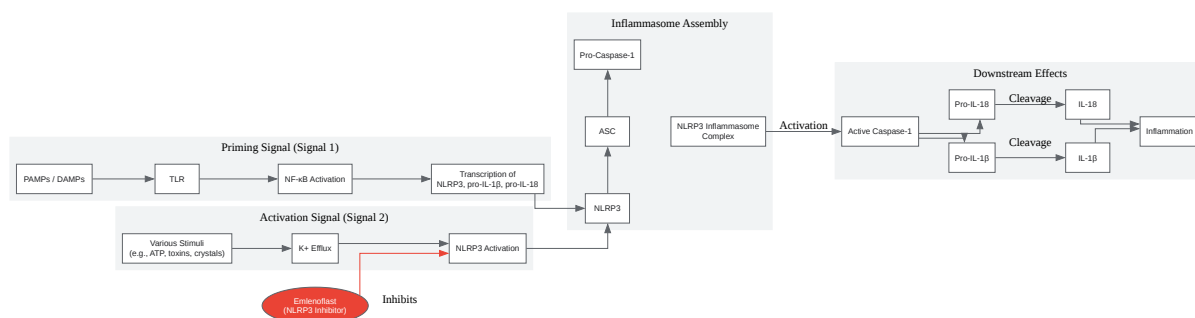 Inflammasome Assembly
Pro-Caspase-1
ASC
NLRP3 Inflammasome
Complex
NLRP3
Activation
Downstream Effects
Active Caspase-1
Pro-IL-18
Cleavage
IL-18
Pro-IL-1β
Cleavage
IL-1β
Inflammation
Priming Signal (Signal 1)
PAMPs / DAMPs
TLR
NF-κB Activation
Transcription of
NLRP3, pro-IL-1β, pro-IL-18
Activation Signal (Signal 2)
Various Stimuli
(e.g., ATP, toxins, crystals)
K+ Efflux
NLRP3 Activation
Emlenoflast
(NLRP3 Inhibitor)
Inhibits